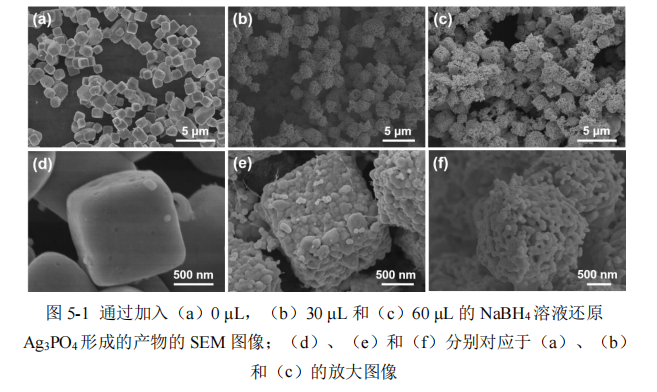 (a)
5 μm
(b)
5 μm
(c)
5 μm
(d)
500 nm
(e)
500 nm
(f)
500 nm
图 5-1 通过加入（a）0 μL，（b）30 μL 和（c）60 μL 的 NaBH₄ 溶液还原
Ag₃PO₄ 形成的产物的 SEM 图像；（d）、（e）和（f）分别对应于（a）、（b）
和（c）的放大图像